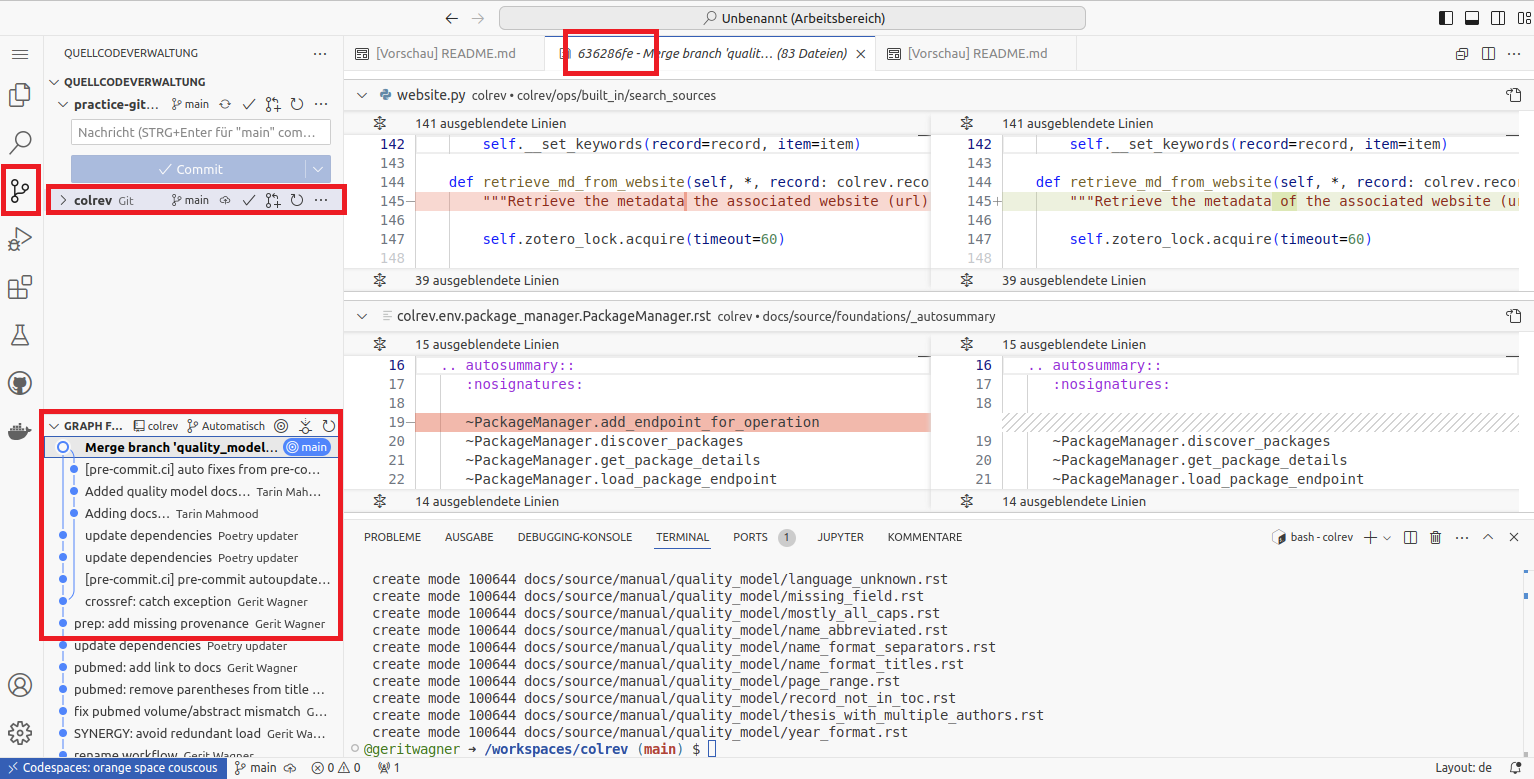 Unbenannt (Arbeitsbereich)
QUELLCODEVERWALTUNG
[Vorschau] README.md
636286fe - Merge branch 'qualit… (83 Dateien)
[Vorschau] README.md
QUELLCODEVERWALTUNG
practice-git… main
Nachricht (STRG+Enter für "main" com…
Commit
colrev Git main
website.py colrev • colrev/ops/built_in/search_sources
141 ausgeblendete Linien
142 self.__set_keywords(record=record, item=item)
143
144 def retrieve_md_from_website(self, *, record: colrev.reco
145 """Retrieve the metadata the associated website (url)
146
147 self.zotero_lock.acquire(timeout=60)
148
39 ausgeblendete Linien
141 ausgeblendete Linien
142 self.__set_keywords(record=record, item=item)
143
144 def retrieve_md_from_website(self, *, record: colrev.reco
145+ """Retrieve the metadata of the associated website (u
146
147 self.zotero_lock.acquire(timeout=60)
148
39 ausgeblendete Linien
colrev.env.package_manager.PackageManager.rst colrev • docs/source/foundations/_autosummary
15 ausgeblendete Linien
16 .. autosummary::
17 :nosignatures:
18
19— ~PackageManager.add_endpoint_for_operation
20 ~PackageManager.discover_packages
21 ~PackageManager.get_package_details
22 ~PackageManager.load_package_endpoint
14 ausgeblendete Linien
15 ausgeblendete Linien
16 .. autosummary::
17 :nosignatures:
18
19 ~PackageManager.discover_packages
20 ~PackageManager.get_package_details
21 ~PackageManager.load_package_endpoint
14 ausgeblendete Linien
GRAPH F… colrev Automatisch
Merge branch 'quality_model… main
[pre-commit.ci] auto fixes from pre-co…
Added quality model docs… Tarin Mah…
Adding docs… Tarin Mahmood
update dependencies Poetry updater
update dependencies Poetry updater
[pre-commit.ci] pre-commit autoupdate…
crossref: catch exception Gerit Wagner
prep: add missing provenance Gerit Wagner
update dependencies Poetry updater
pubmed: add link to docs Gerit Wagner
pubmed: remove parentheses from title …
fix pubmed volume/abstract mismatch G…
SYNERGY: avoid redundant load Gerit Wa…
rename workflow Gerit Wagner
PROBLEME AUSGABE DEBUGGING-KONSOLE TERMINAL PORTS 1 JUPYTER KOMMENTARE
bash - colrev
create mode 100644 docs/source/manual/quality_model/language_unknown.rst
create mode 100644 docs/source/manual/quality_model/missing_field.rst
create mode 100644 docs/source/manual/quality_model/mostly_all_caps.rst
create mode 100644 docs/source/manual/quality_model/name_abbreviated.rst
create mode 100644 docs/source/manual/quality_model/name_format_separators.rst
create mode 100644 docs/source/manual/quality_model/name_format_titles.rst
create mode 100644 docs/source/manual/quality_model/page_range.rst
create mode 100644 docs/source/manual/quality_model/record_not_in_toc.rst
create mode 100644 docs/source/manual/quality_model/thesis_with_multiple_authors.rst
create mode 100644 docs/source/manual/quality_model/year_format.rst
@geritwagner ➜ /workspaces/colrev (main) $
Codespaces: orange space couscous main 0 0 1
Layout: de